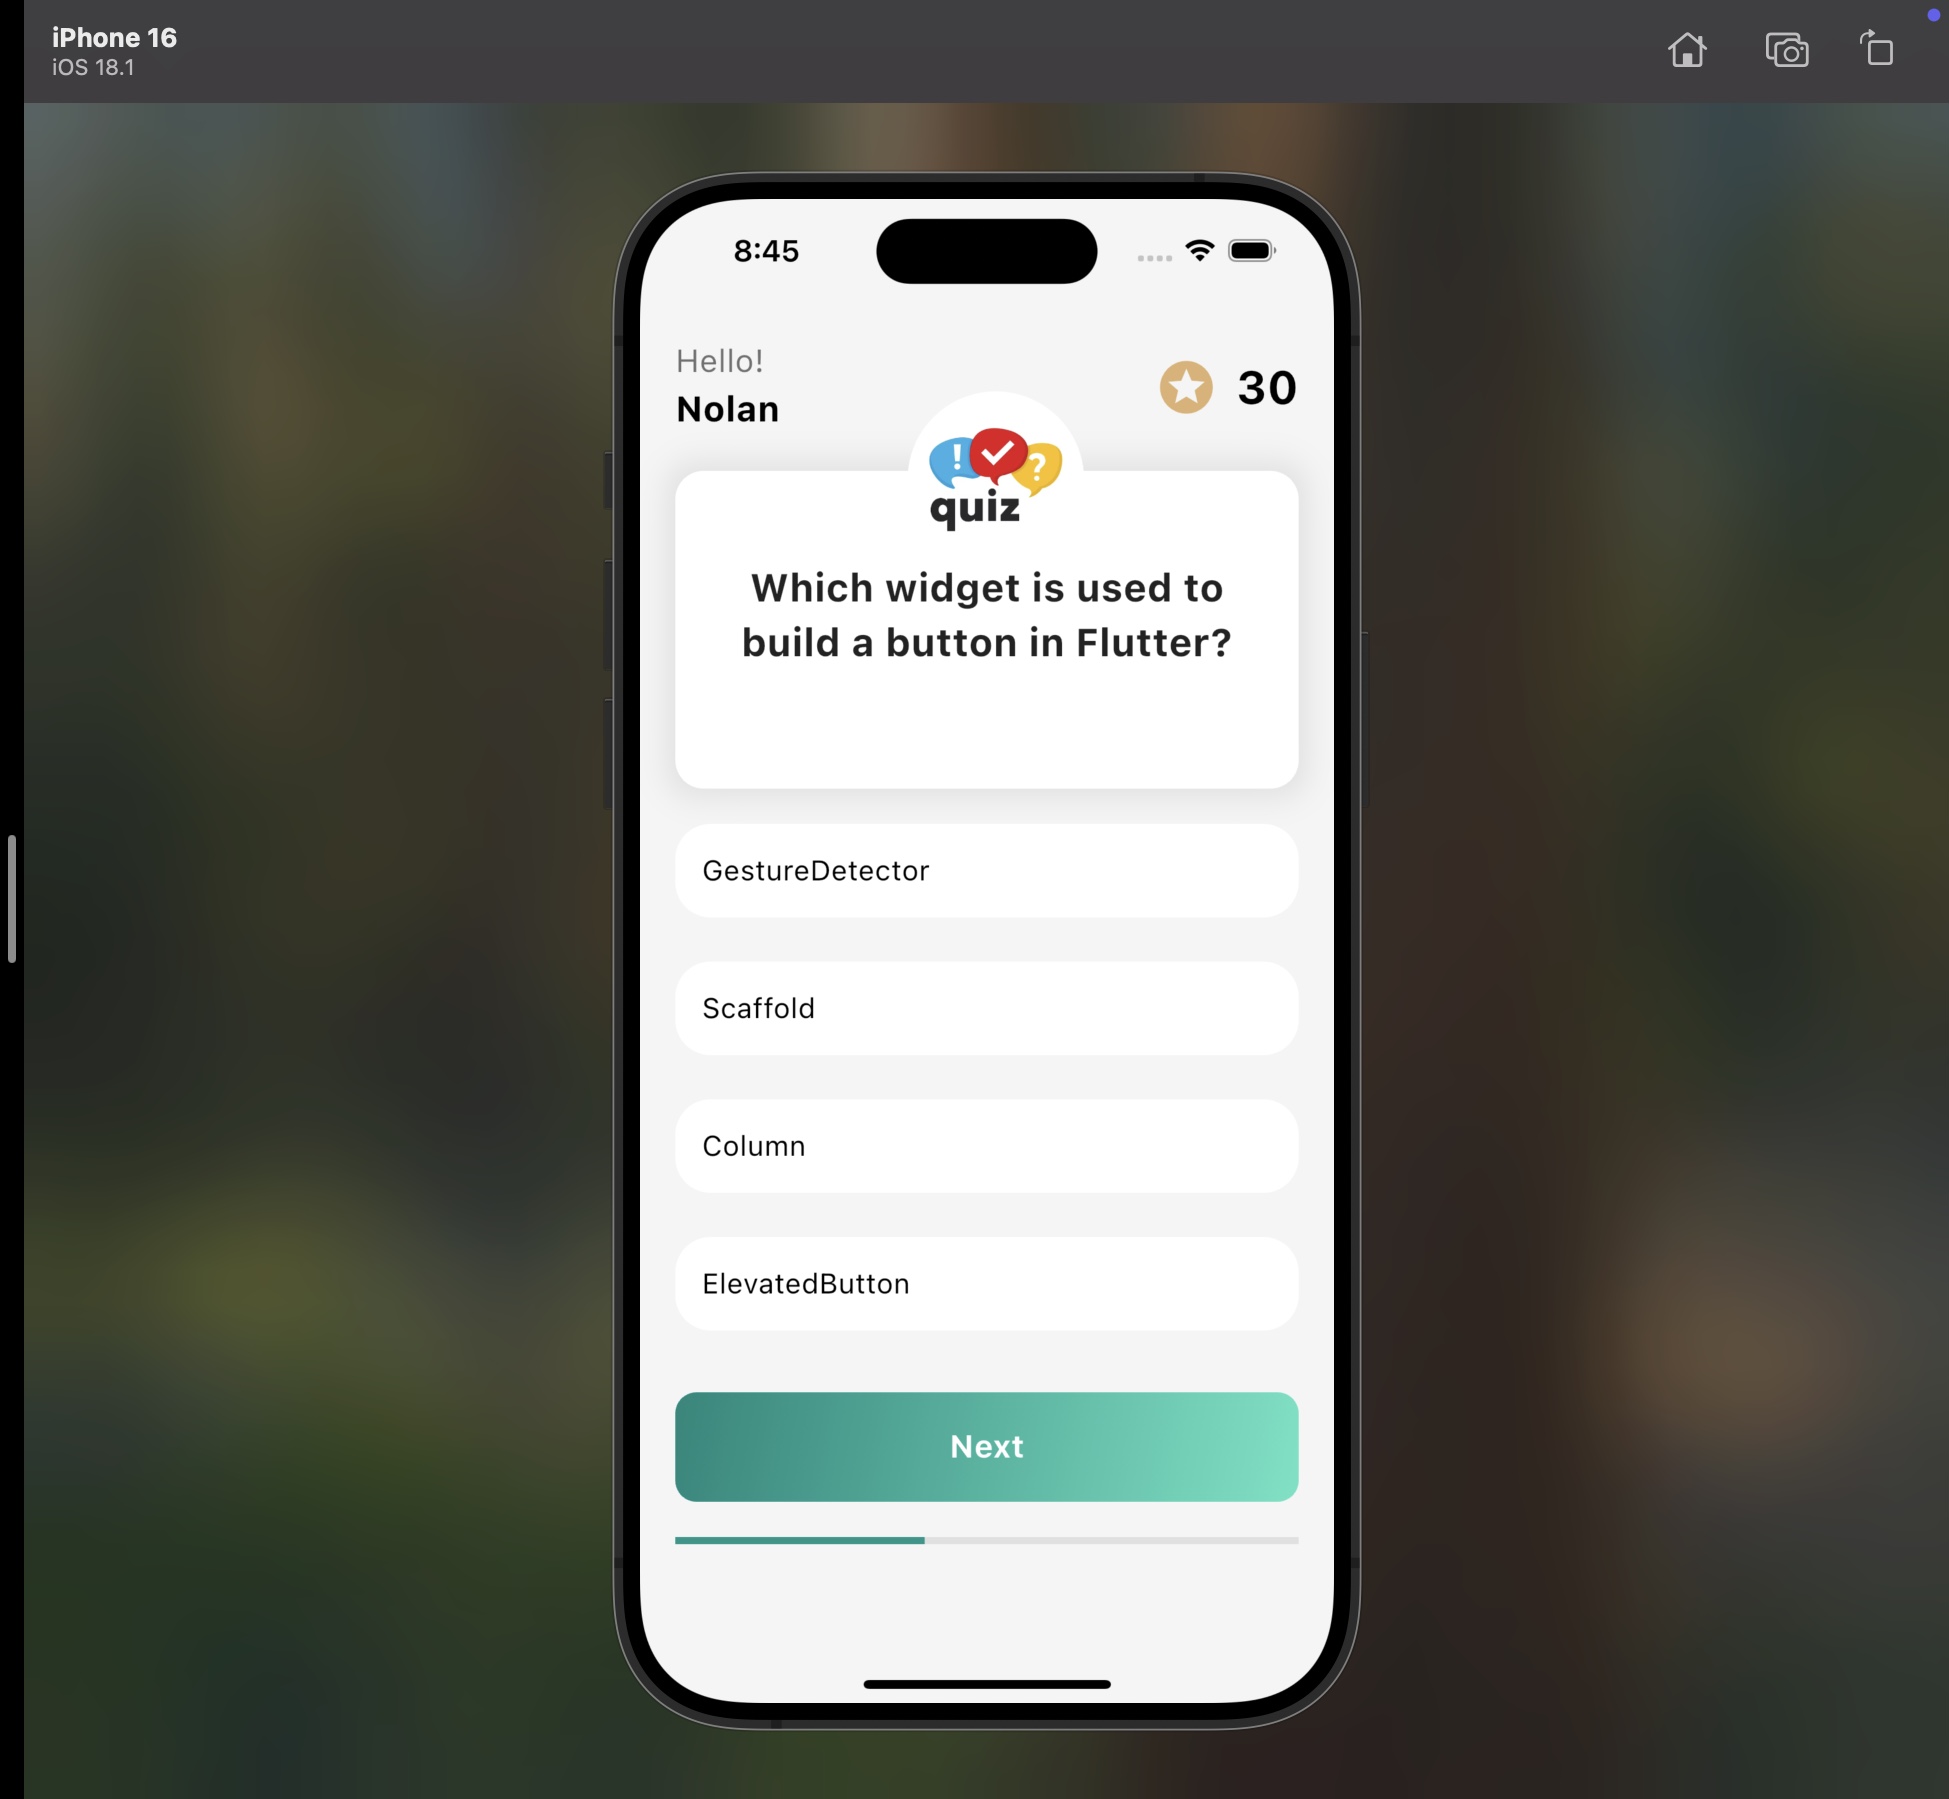 iPhone 16
iOS 18.1
8:45
Hello!
Nolan
30
! ?
quiz
Which widget is used to
build a button in Flutter?
GestureDetector
Scaffold
Column
ElevatedButton
Next